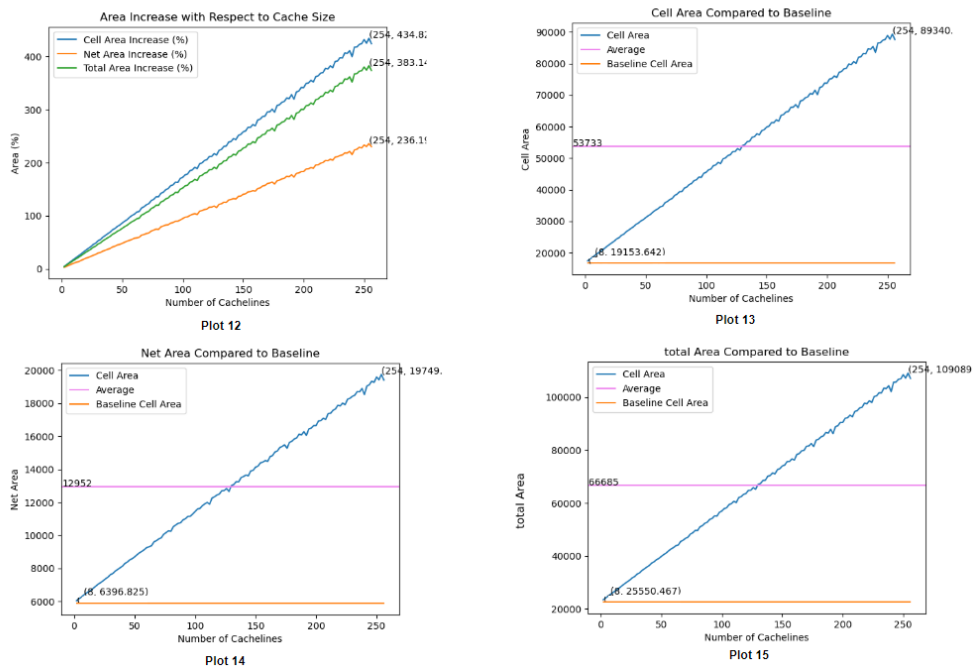 Area Increase with Respect to Cache Size
Cell Area Increase (%)
Net Area Increase (%)
Total Area Increase (%)
(254, 434.82
(254, 383.14
(254, 236.19
400
300
200
100
0
Area (%)
0 50 100 150 200 250
Number of Cachelines
Plot 12
Cell Area Compared to Baseline
Cell Area
Average
Baseline Cell Area
(254, 89340.
53733
(8, 19153.642)
90000
80000
70000
60000
50000
40000
30000
20000
Cell Area
0 50 100 150 200 250
Number of Cachelines
Plot 13
Net Area Compared to Baseline
Cell Area
Average
Baseline Cell Area
(254, 19749.
12952
(8, 6396.825)
20000
18000
16000
14000
12000
10000
8000
6000
Net Area
0 50 100 150 200 250
Number of Cachelines
Plot 14
total Area Compared to Baseline
Cell Area
Average
Baseline Cell Area
(254, 109089
66685
(8, 25550.467)
100000
80000
60000
40000
20000
total Area
0 50 100 150 200 250
Number of Cachelines
Plot 15